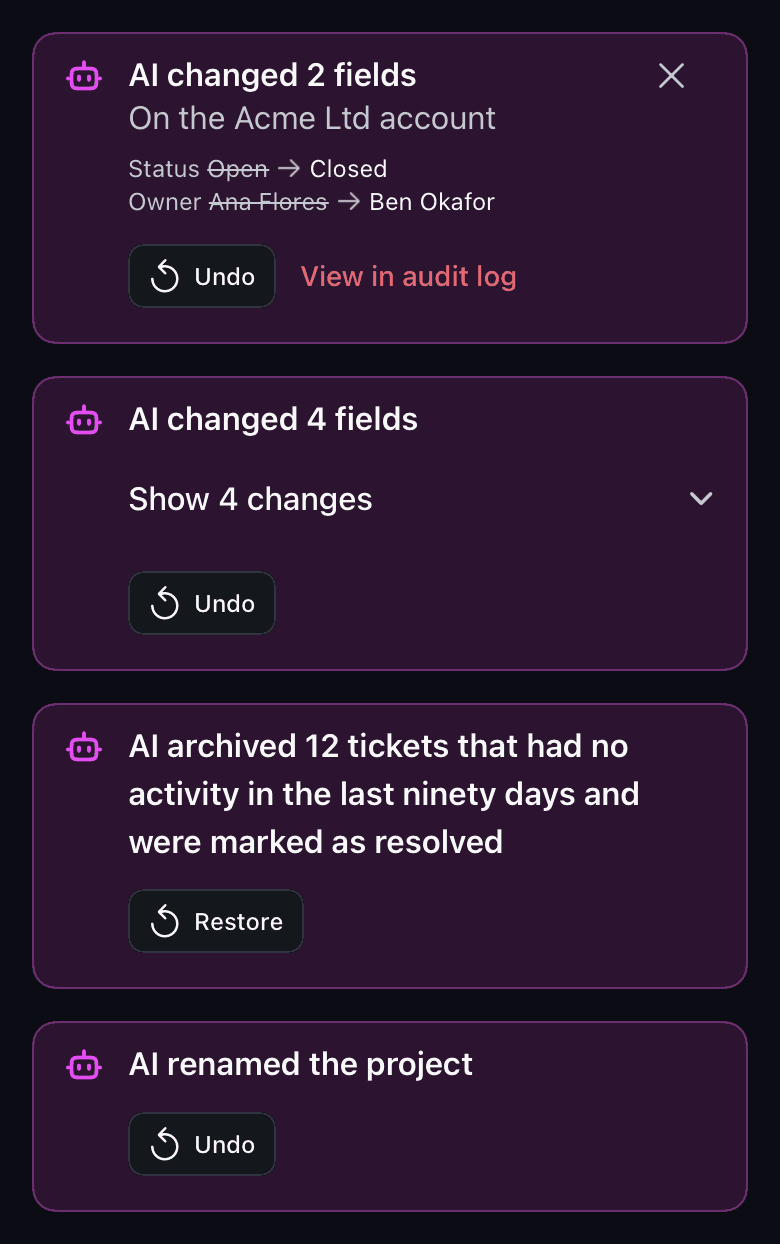 AI changed 2 fields
On the Acme Ltd account
Status Open → Closed
Owner Ana Flores → Ben Okafor
Undo View in audit log
AI changed 4 fields
Show 4 changes
Undo
AI archived 12 tickets that had no
activity in the last ninety days and
were marked as resolved
Restore
AI renamed the project
Undo